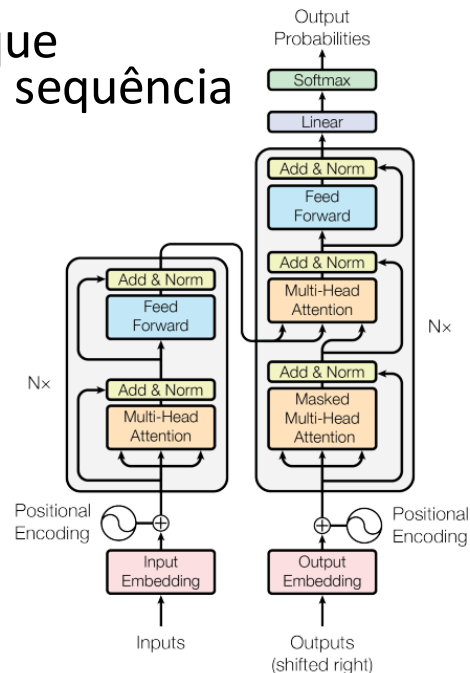 que
sequência
Output
Probabilities
Softmax
Linear
Add & Norm
Feed
Forward
Add & Norm
Multi-Head
Attention
Nx
Add & Norm
Masked
Multi-Head
Attention
Add & Norm
Feed
Forward
Nx
Add & Norm
Multi-Head
Attention
Positional
Encoding
Positional
Encoding
Input
Embedding
Output
Embedding
Inputs
Outputs
(shifted right)